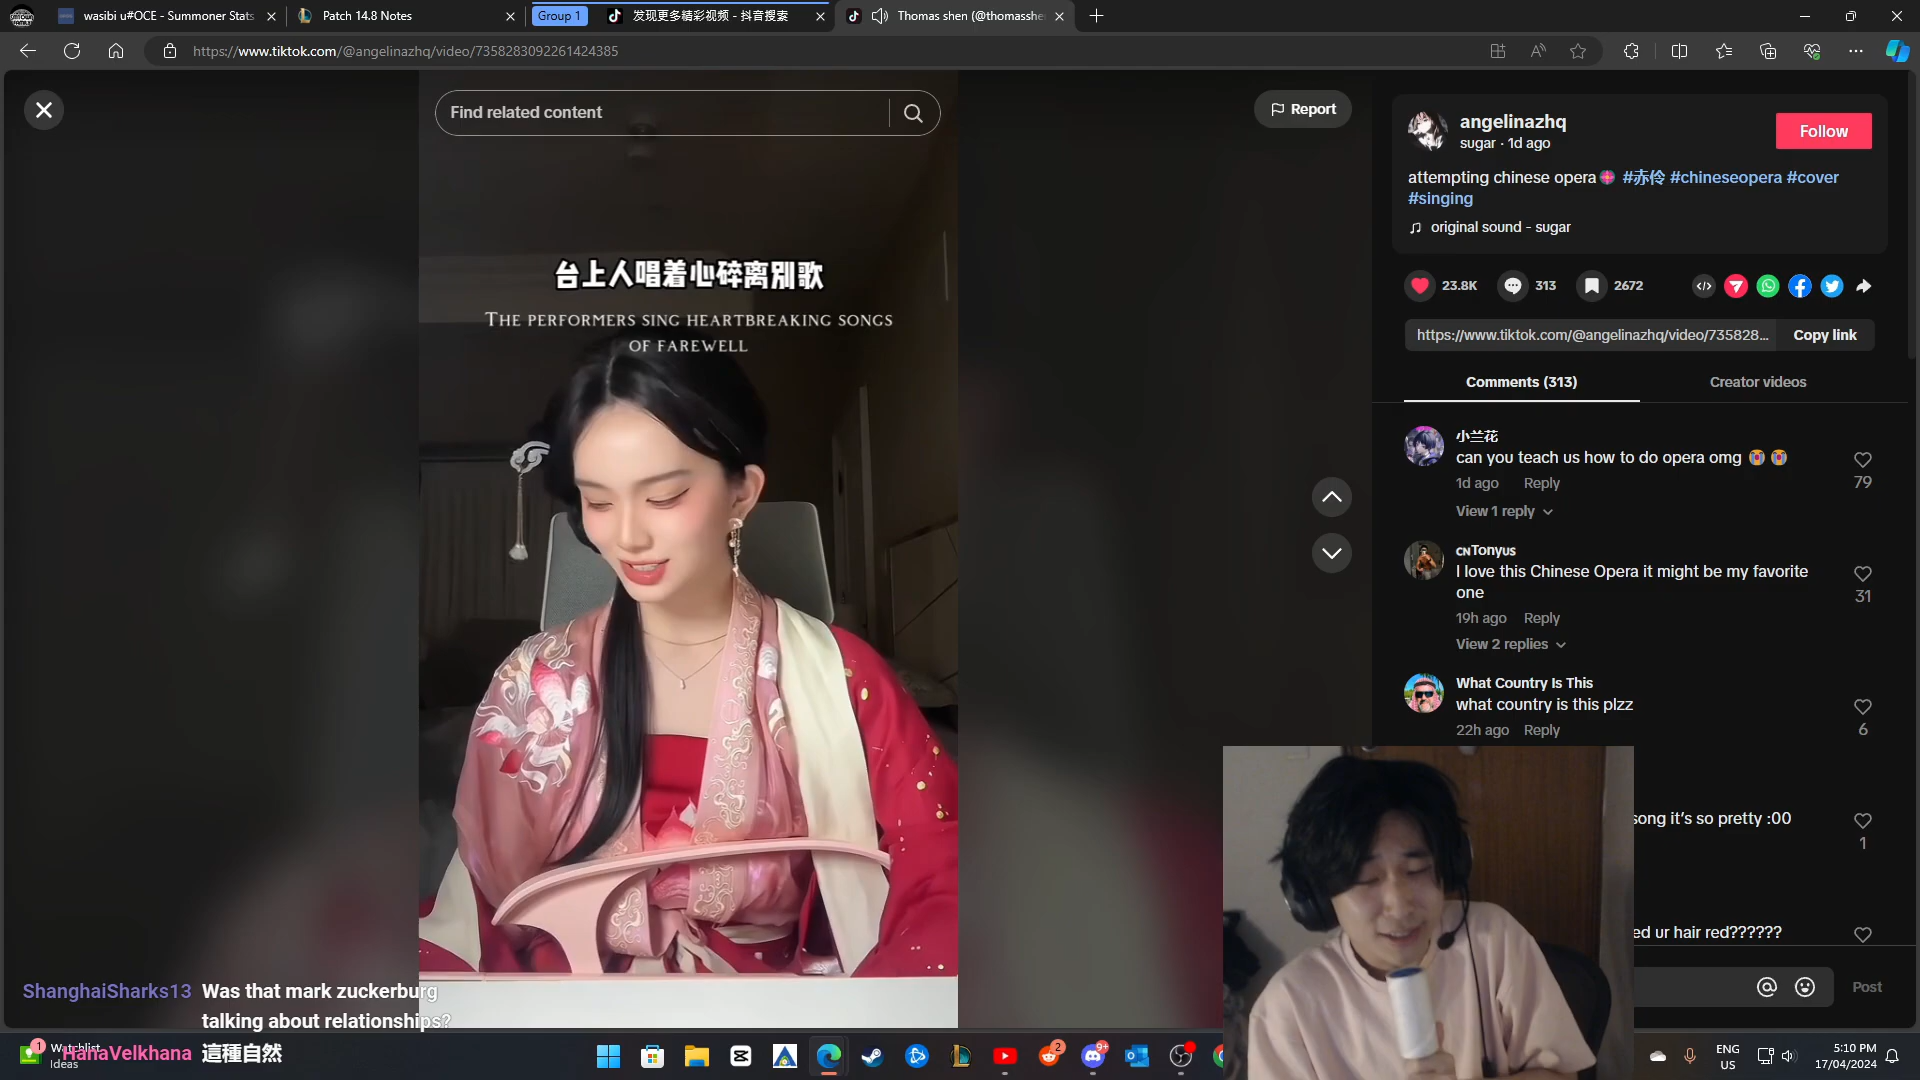 wasibi u#OCE - Summoner Stats
Patch 14.8 Notes
Group 1
发现更多精彩视频 - 抖音搜索
Thomas shen (@thomasshe
https://www.tiktok.com/@angelinazhq/video/7358283092261424385
Find related content
Report
台上人唱着心碎离别歌
THE PERFORMERS SING HEARTBREAKING SONGS
OF FAREWELL
angelinazhq
sugar · 1d ago
Follow
attempting chinese opera #赤伶 #chineseopera #cover
#singing
original sound - sugar
23.8K
313
2672
https://www.tiktok.com/@angelinazhq/video/735828...
Copy link
Comments (313)
Creator videos
小兰花
can you teach us how to do opera omg 😭 😭
79
1d ago Reply
View 1 reply
ᴄɴTonyᴜs
I love this Chinese Opera it might be my favorite
one
31
19h ago Reply
View 2 replies
What Country Is This
what country is this plzz
6
22h ago Reply
song it's so pretty :00
1
ed ur hair red??????
Post
ShanghaiSharks13 Was that mark zuckerburg
talking about relationships?
HanaVelkhana 這種自然
1
Watchlist
Ideas
2
9+
ENG
US
5:10 PM
17/04/2024